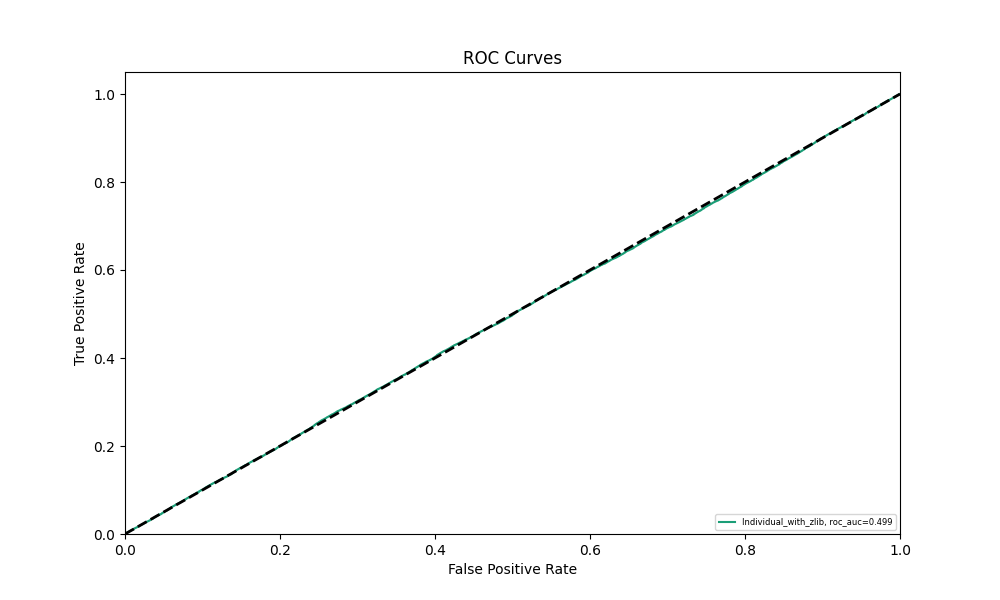 ROC Curves
True Positive Rate
1.0
0.8
0.6
0.4
0.2
0.0
0.0 0.2 0.4 0.6 0.8 1.0
False Positive Rate
Individual_with_zlib, roc_auc=0.499